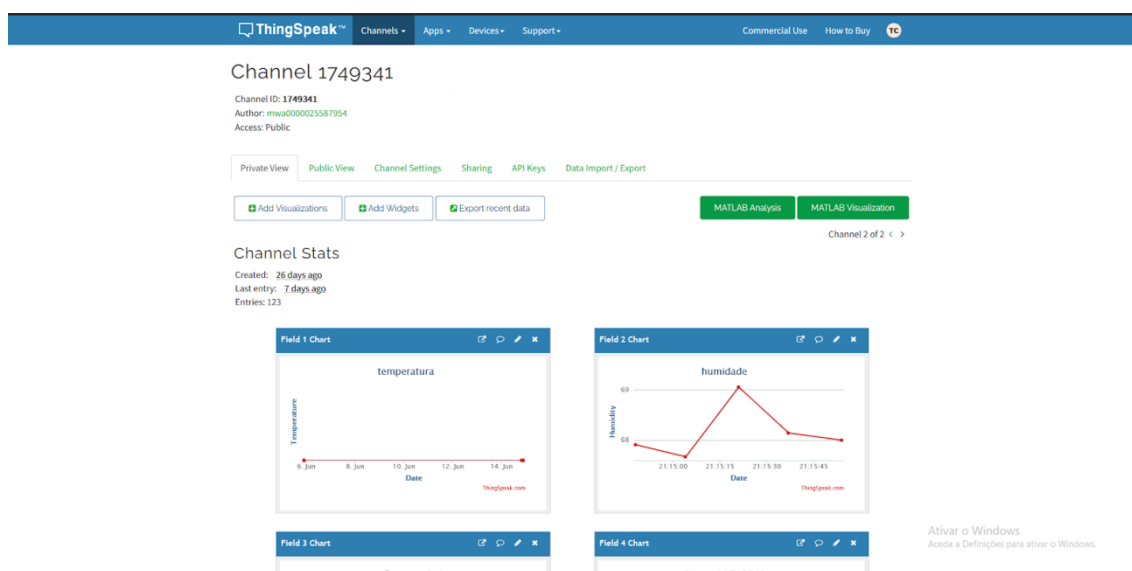 ThingSpeak™ Channels Apps Devices Support Commercial Use How to Buy TC
Channel 1749341
Channel ID: 1749341
Author: mwa0000025587954
Access: Public
Private View Public View Channel Settings Sharing API Keys Data Import / Export
Add Visualizations Add Widgets Export recent data MATLAB Analysis MATLAB Visualization
Channel 2 of 2 < >
Channel Stats
Created: 26 days ago
Last entry: 7 days ago
Entries: 123
Field 1 Chart
temperatura
Temperature
6. Jun 8. Jun 10. Jun 12. Jun 14. Jun
Date
ThingSpeak.com
Field 2 Chart
humidade
69
Humidity
68
21:15:00 21:15:15 21:15:30 21:15:45
Date
ThingSpeak.com
Field 3 Chart
Field 4 Chart
Ativar o Windows
Aceda a Definições para ativar o Windows.